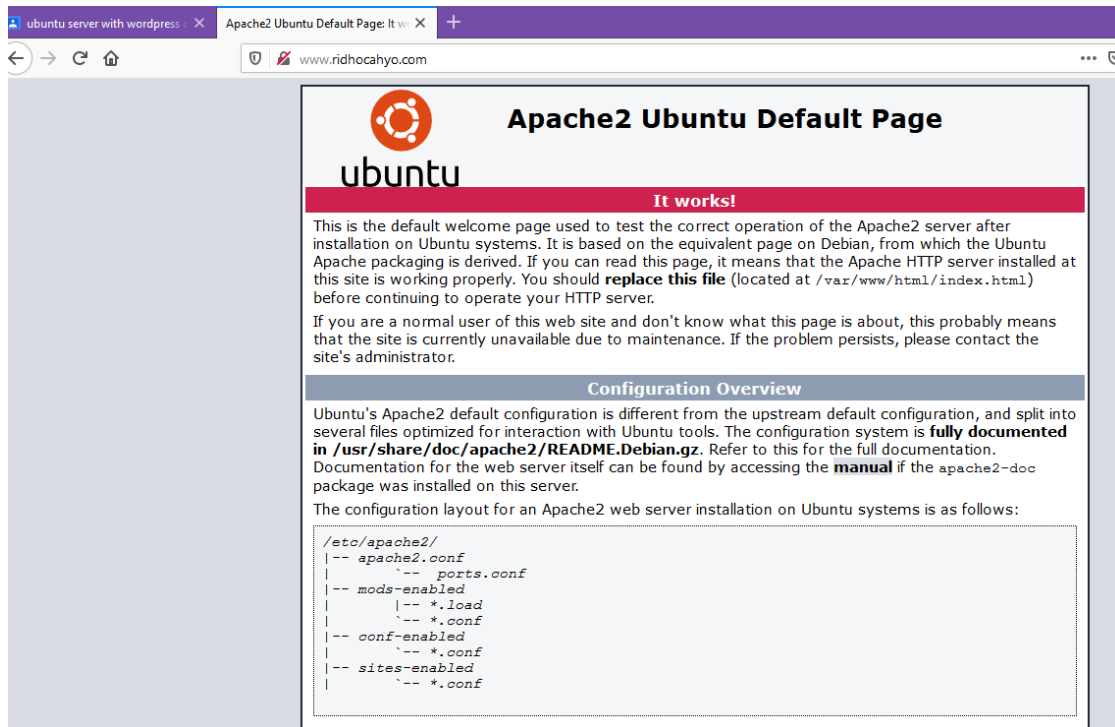 ubuntu server with wordpress
Apache2 Ubuntu Default Page: It w
www.ridhocahyo.com
ubuntu
Apache2 Ubuntu Default Page
It works!
This is the default welcome page used to test the correct operation of the Apache2 server after
installation on Ubuntu systems. It is based on the equivalent page on Debian, from which the Ubuntu
Apache packaging is derived. If you can read this page, it means that the Apache HTTP server installed at
this site is working properly. You should replace this file (located at /var/www/html/index.html)
before continuing to operate your HTTP server.
If you are a normal user of this web site and don't know what this page is about, this probably means
that the site is currently unavailable due to maintenance. If the problem persists, please contact the
site's administrator.
Configuration Overview
Ubuntu's Apache2 default configuration is different from the upstream default configuration, and split into
several files optimized for interaction with Ubuntu tools. The configuration system is fully documented
in /usr/share/doc/apache2/README.Debian.gz. Refer to this for the full documentation.
Documentation for the web server itself can be found by accessing the manual if the apache2-doc
package was installed on this server.
The configuration layout for an Apache2 web server installation on Ubuntu systems is as follows:
/etc/apache2/
|-- apache2.conf
|       `--  ports.conf
|-- mods-enabled
|       |-- *.load
|       `-- *.conf
|-- conf-enabled
|       `-- *.conf
|-- sites-enabled
|       `-- *.conf